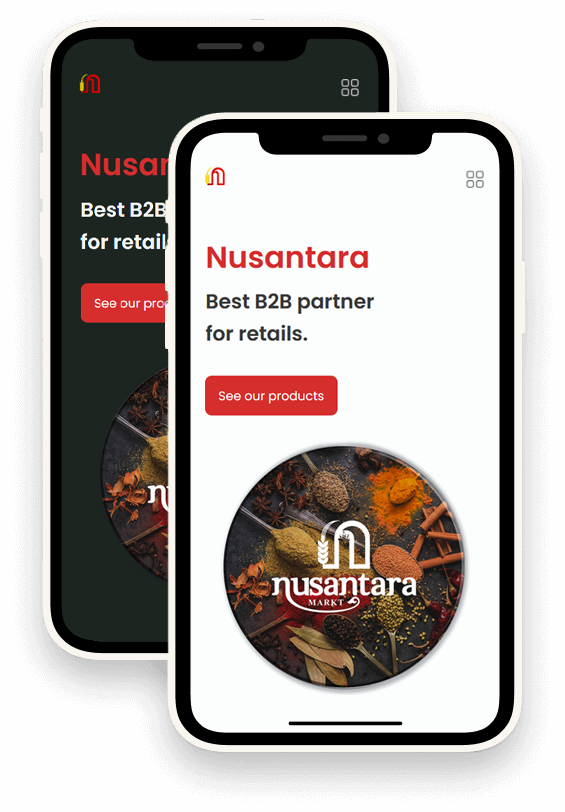 Nusan
Best B2B
for retail
See our prod
Nusantara
Best B2B partner
for retails.
See our products
nusantara
MARKT